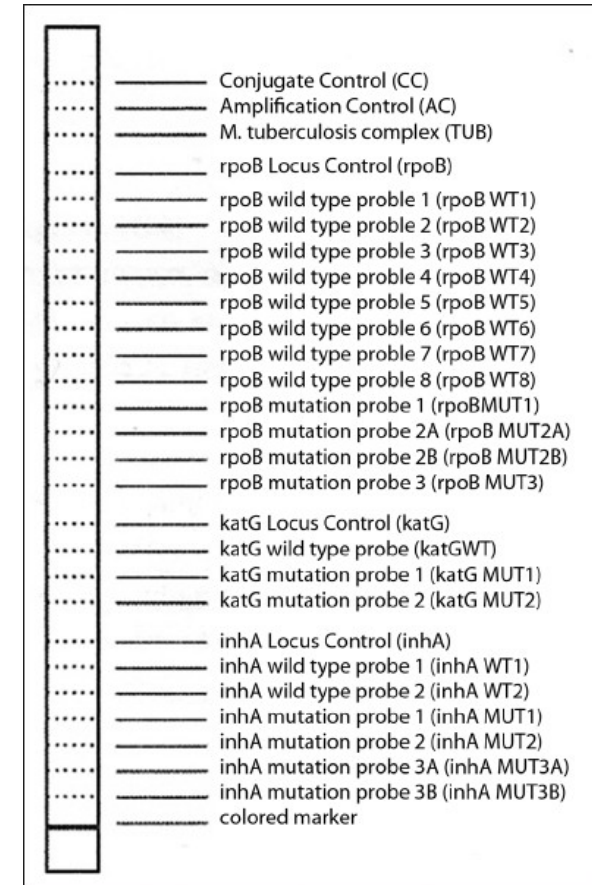 Conjugate Control (CC)
Amplification Control (AC)
M. tuberculosis complex (TUB)
rpoB Locus Control (rpoB)
rpoB wild type proble 1 (rpoB WT1)
rpoB wild type proble 2 (rpoB WT2)
rpoB wild type proble 3 (rpoB WT3)
rpoB wild type proble 4 (rpoB WT4)
rpoB wild type proble 5 (rpoB WT5)
rpoB wild type proble 6 (rpoB WT6)
rpoB wild type proble 7 (rpoB WT7)
rpoB wild type proble 8 (rpoB WT8)
rpoB mutation probe 1 (rpoBMUT1)
rpoB mutation probe 2A (rpoB MUT2A)
rpoB mutation probe 2B (rpoB MUT2B)
rpoB mutation probe 3 (rpoB MUT3)
katG Locus Control (katG)
katG wild type probe (katGWT)
katG mutation probe 1 (katG MUT1)
katG mutation probe 2 (katG MUT2)
inhA Locus Control (inhA)
inhA wild type probe 1 (inhA WT1)
inhA wild type probe 2 (inhA WT2)
inhA mutation probe 1 (inhA MUT1)
inhA mutation probe 2 (inhA MUT2)
inhA mutation probe 3A (inhA MUT3A)
inhA mutation probe 3B (inhA MUT3B)
colored marker